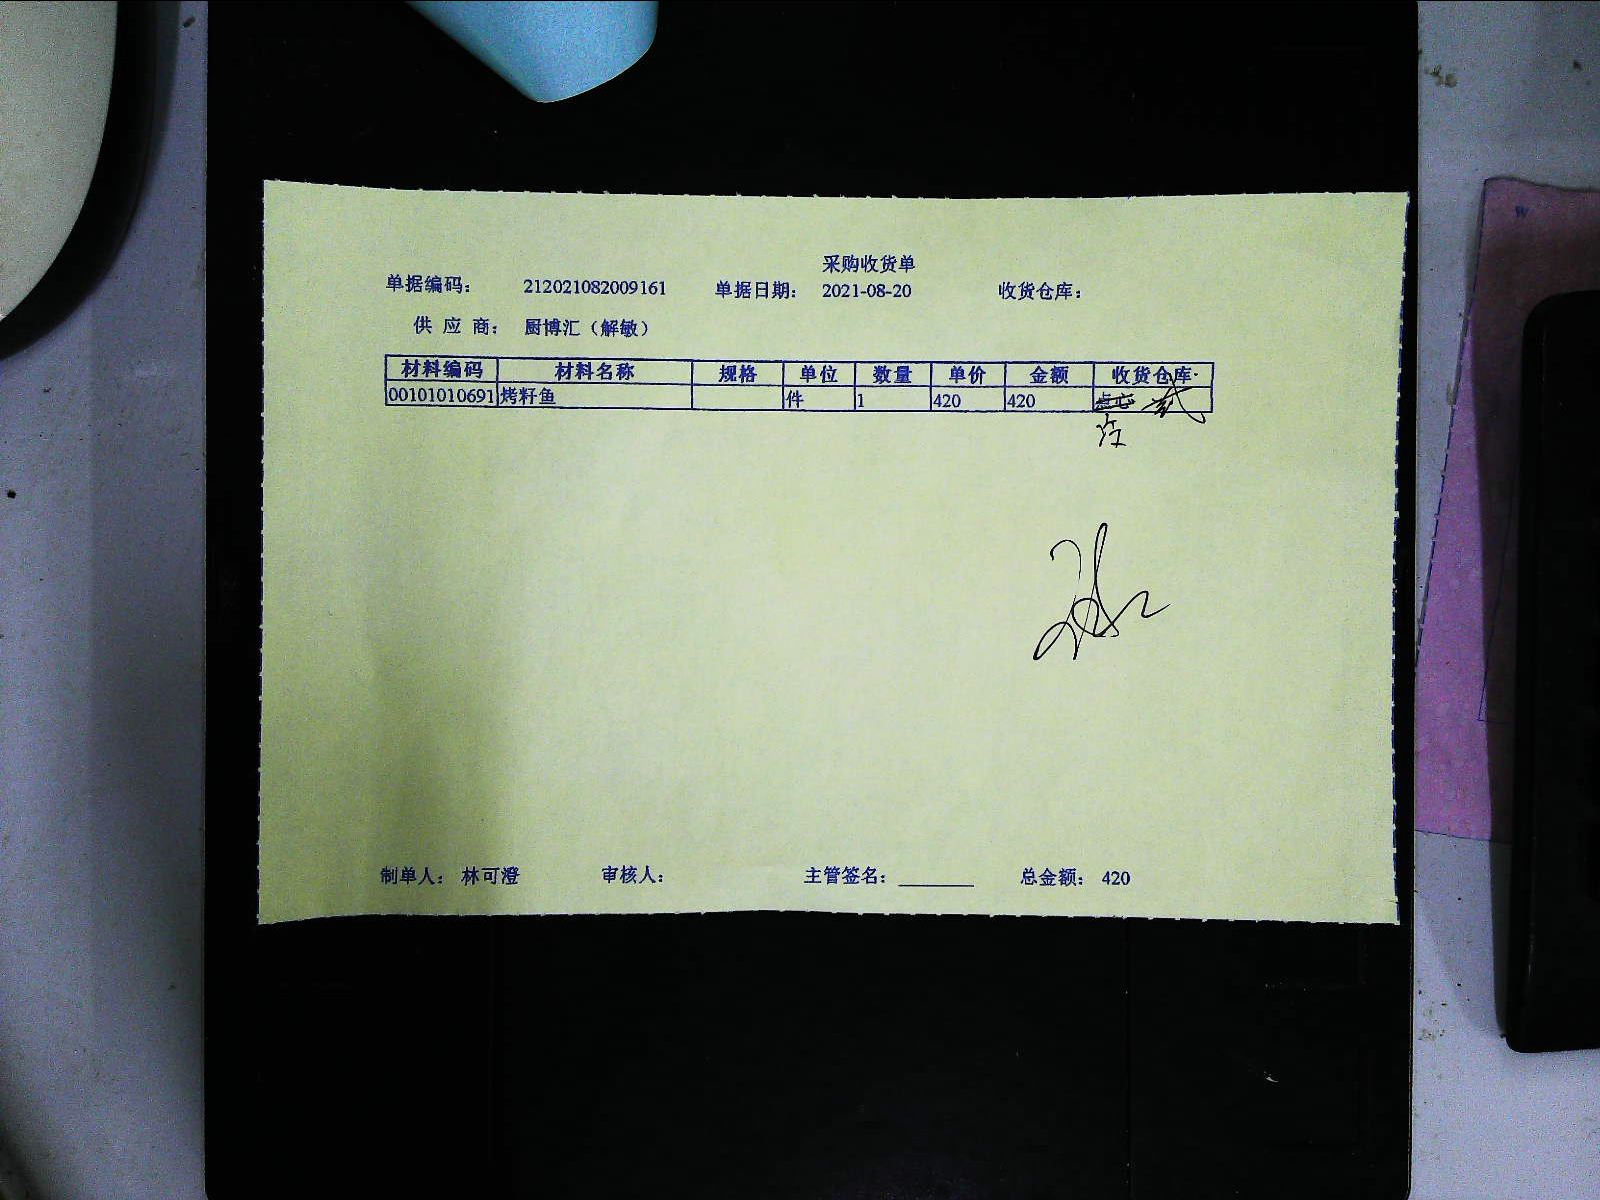 采购收货单
单据编码： 212021082009161 单据日期： 2021-08-20 收货仓库：
供 应 商： 厨博汇（解敏）
材料编码 材料名称 规格 单位 数量 单价 金额 收货仓库
00101010691 烤籽鱼 件 1 420 420 点心
制单人： 林可澄 审核人： 主管签名： ________ 总金额： 420